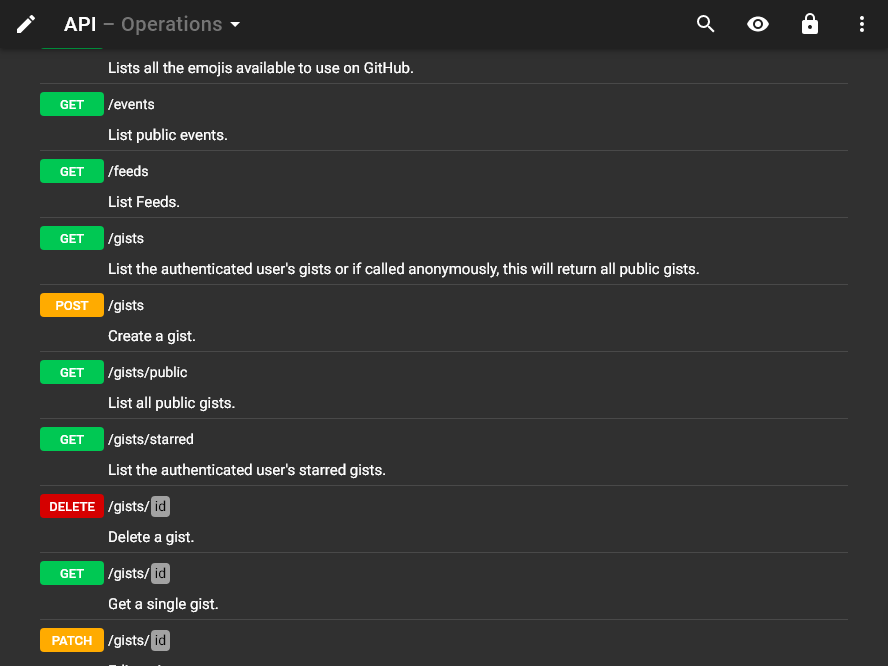 API – Operations
Lists all the emojis available to use on GitHub.
GET /events
List public events.
GET /feeds
List Feeds.
GET /gists
List the authenticated user's gists or if called anonymously, this will return all public gists.
POST /gists
Create a gist.
GET /gists/public
List all public gists.
GET /gists/starred
List the authenticated user's starred gists.
DELETE /gists/ id
Delete a gist.
GET /gists/ id
Get a single gist.
PATCH /gists/ id